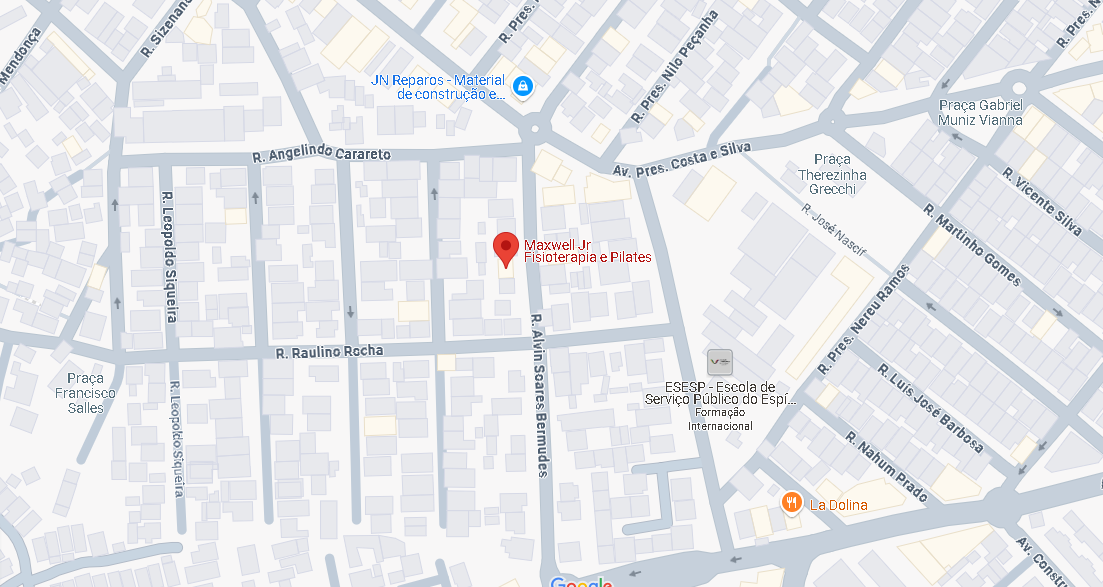 R. Sizenand
Mendonça
R. Pres.
R. Pres. Nilo Peçanha
R. Pres. N
JN Reparos - Material
de construção e...
Praça Gabriel
Muniz Vianna
R. Angelindo Carareto
Av. Pres. Costa e Silva
Praça
Therezinha
Grecchi
R. Vicente Silva
R. Leopoldo Siqueira
R. José Nascif
R. Martinho Gomes
Maxwell Jr
Fisioterapia e Pilates
R. Pres. Nereu Ramos
R. Alvin Soares Bermudes
R. Raulino Rocha
Praça
Francisco
Salles
R. Leopoldo Siqueira
ESESP - Escola de
Serviço Público do Espí...
Formação
Internacional
R. Luis José Barbosa
R. Nahum Prado
La Dolina
Av. Constr
Google